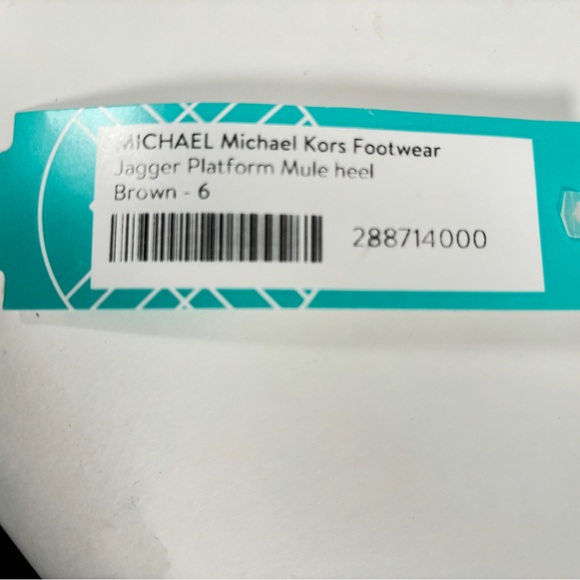 MICHAEL Michael Kors Footwear
Jagger Platform Mule heel
Brown - 6
288714000